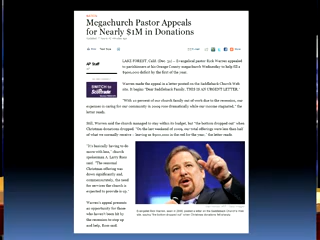 Megachurch Pastor Appeals
for Nearly $1M in Donations
AP Staff
SWITCH to
LAKE FOREST, Calif. (Dec. 31) - Evangelical pastor Rick Warren appealed
to parishioners at his Orange County megachurch Wednesday to help fill a
$900,000 deficit by the first of the year.
Warren made the appeal in a letter posted on the Saddleback Church Web
site. It begins "Dear Saddleback Family, THIS IS AN URGENT LETTER."
"With 10 percent of our church family out of work due to the recession, our
expenses in caring for our community in 2009 rose dramatically while our income stagnated," the letter
reads.
Still, Warren said the church managed to stay within its budget, but "the bottom dropped out" when
Christmas donations dropped. "On the last weekend of 2009, our total offerings were less than half
of what we normally receive - leaving us $900,000 in the red for the year," the letter reads.
"It's basically having to do
more with less," church
spokesman A. Larry Ross
said. "The seasonal
Christmas offering was
down significantly and,
commensurately, the need
for services the church is
expected to provide is up."
Warren's appeal presents
an opportunity for those
who haven't been hit by
the recession to step up
and help, Ross said.